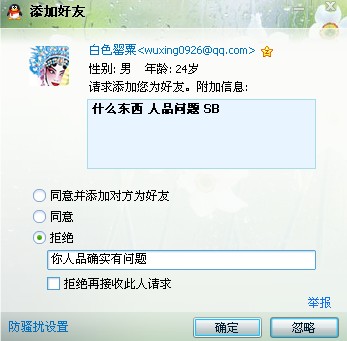 添加好友
白色罂粟<wuxing0926@qq.com>
性别: 男 年龄: 24岁
请求添加您为好友。附加信息:
什么东西 人品问题 SB
同意并添加对方为好友
同意
拒绝
你人品确实有问题
拒绝再接收此人请求
举报
防骚扰设置 确定 忽略